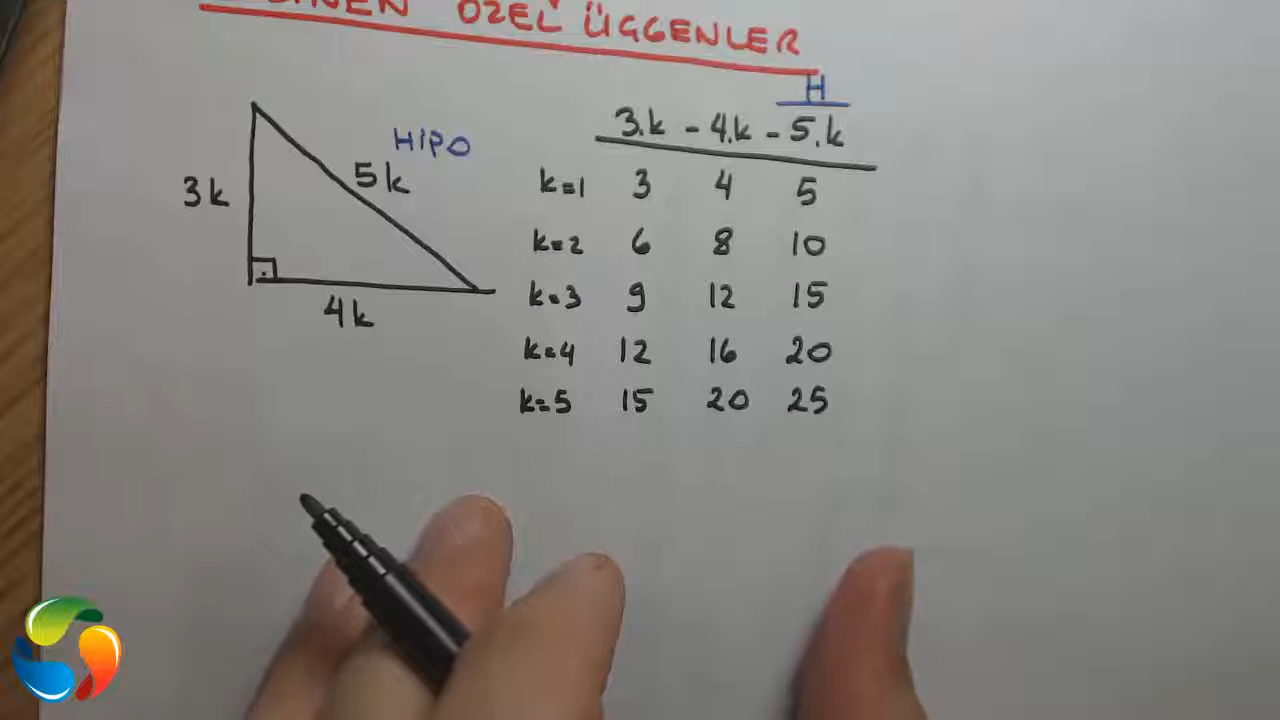 ÖZEL ÜGGENLER
H
3.k - 4.k - 5.k
HİPO
5k
3k
4k
k=1 3 4 5
k=2 6 8 10
k=3 9 12 15
k=4 12 16 20
k=5 15 20 25